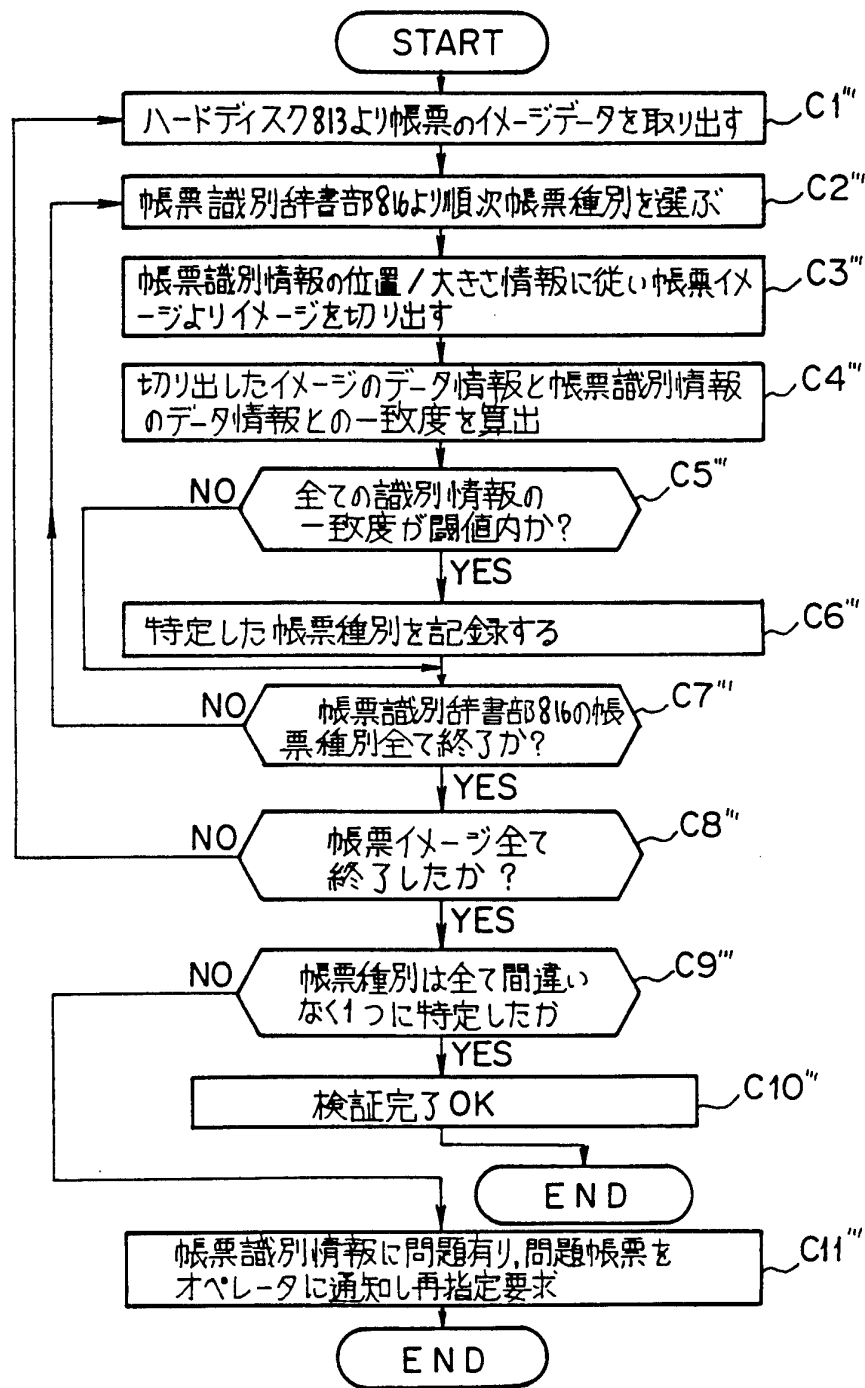 START
ハードディスク813より帳票のイメージデータを取り出す
C1'''
帳票識別辞書部816より順次帳票種別を選ぶ
C2'''
帳票識別情報の位置/大きさ情報に従い帳票イメ
ージよりイメージを切り出す
C3'''
切り出したイメージのデータ情報と帳票識別情報
のデータ情報との一致度を算出
C4'''
NO
全ての識別情報の
一致度が閾値内か?
C5'''
YES
特定した帳票種別を記録する
C6'''
NO
帳票識別辞書部816の帳
票種別全て終了か?
C7'''
YES
NO
帳票イメージ全て
終了したか?
C8'''
YES
NO
帳票種別は全て間違い
なく1つに特定したか
C9'''
YES
検証完了OK
C10'''
END
帳票識別情報に問題有り,問題帳票を
オペレータに通知し再指定要求
C11'''
END